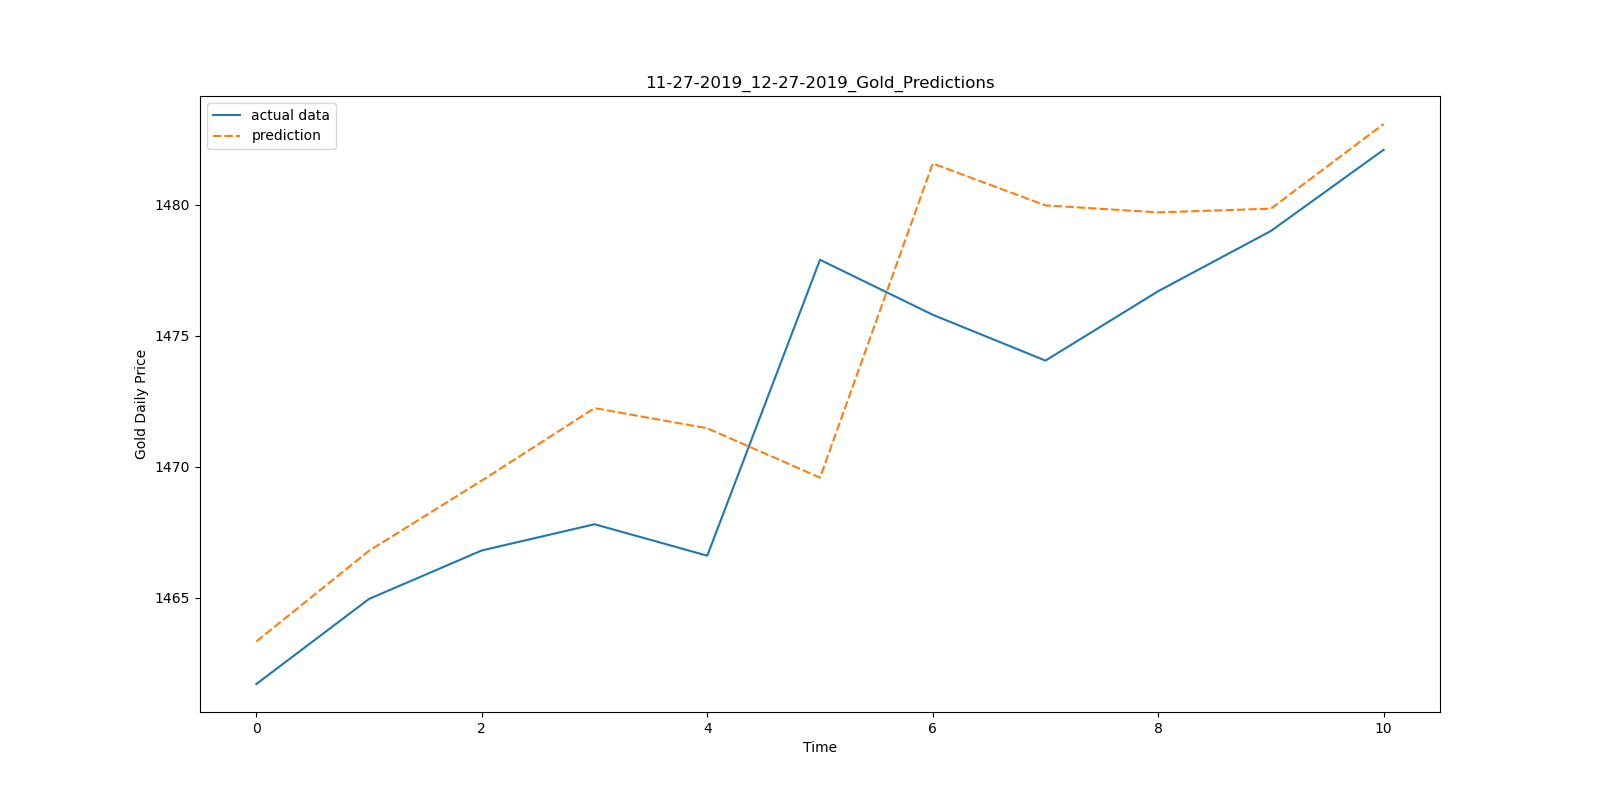 11-27-2019_12-27-2019_Gold_Predictions
actual data
prediction
1480
1475
1470
1465
Gold Daily Price
0 2 4 6 8 10
Time